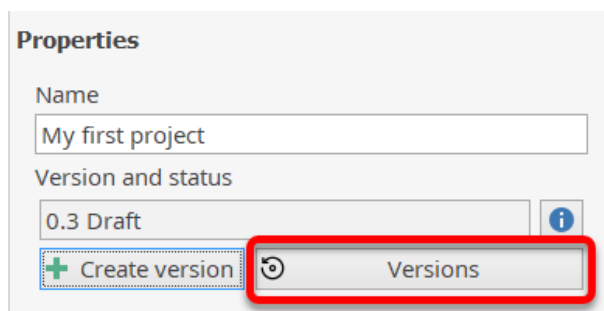 Properties
Name
My first project
Version and status
0.3 Draft
Create version Versions